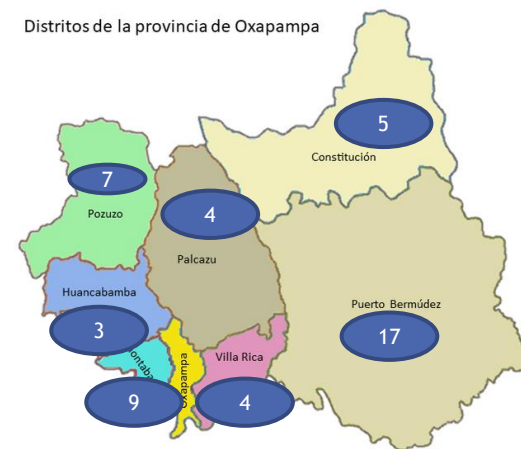 Distritos de la provincia de Oxapampa
5
Constitución
7
Pozuzo
4
Palcazu
Huancabamba
3
Puerto Bermúdez
17
Villa Rica
Oxapampa
9
4